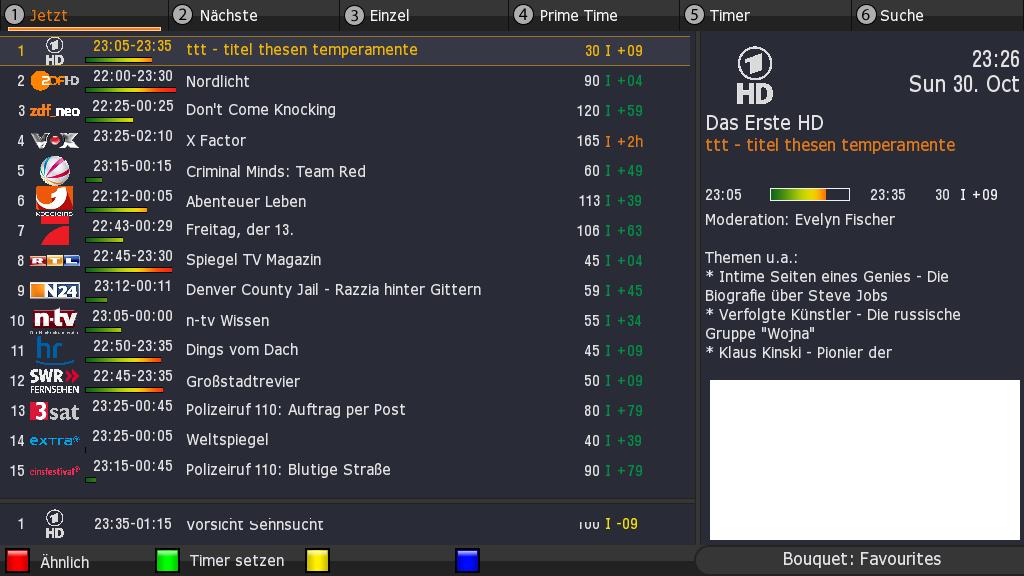 1 Jetzt 2 Nächste 3 Einzel 4 Prime Time 5 Timer 6 Suche
1 HD 23:05-23:35 ttt - titel thesen temperamente 30 I +09
2 ZDF HD 22:00-23:30 Nordlicht 90 I +04
3 zdf_neo 22:25-00:25 Don't Come Knocking 120 I +59
4 VOX 23:25-02:10 X Factor 165 I +2h
5 23:15-00:15 Criminal Minds: Team Red 60 I +49
6 22:12-00:05 Abenteuer Leben 113 I +39
7 22:43-00:29 Freitag, der 13. 106 I +63
8 RTL 22:45-23:30 Spiegel TV Magazin 45 I +04
9 N24 23:12-00:11 Denver County Jail - Razzia hinter Gittern 59 I +45
10 n-tv 23:05-00:00 n-tv Wissen 55 I +34
11 hr 22:50-23:35 Dings vom Dach 45 I +09
12 SWR FERNSEHEN 22:45-23:35 Großstadtrevier 50 I +09
13 3sat 23:25-00:45 Polizeiruf 110: Auftrag per Post 80 I +79
14 extra 23:25-00:05 Weltspiegel 40 I +39
15 einsfestival 23:15-00:45 Polizeiruf 110: Blutige Straße 90 I +79
1 HD 23:35-01:15 Vorsicht Sehnsucht 100 I -09
Ähnlich Timer setzen
1 HD
23:26
Sun 30. Oct
Das Erste HD
ttt - titel thesen temperamente
23:05 23:35 30 I +09
Moderation: Evelyn Fischer
Themen u.a.:
* Intime Seiten eines Genies - Die
Biografie über Steve Jobs
* Verfolgte Künstler - Die russische
Gruppe "Wojna"
* Klaus Kinski - Pionier der
Bouquet: Favourites